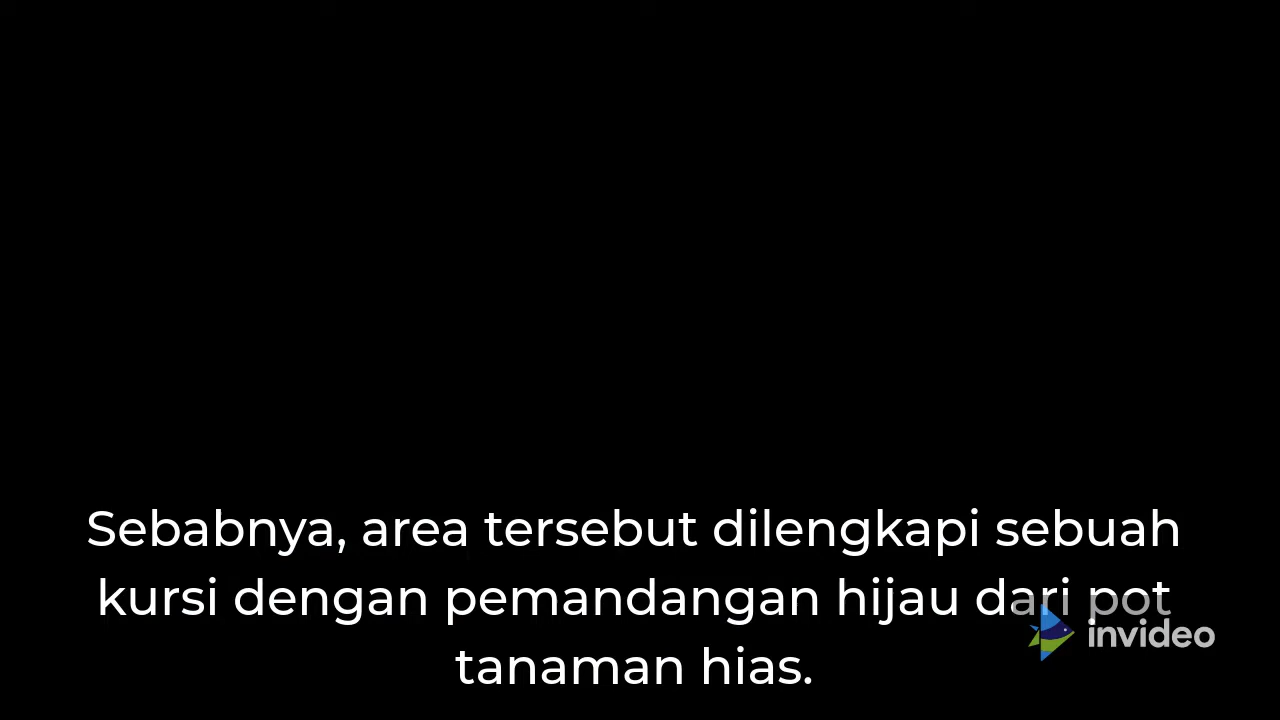 Sebabnya, area tersebut dilengkapi sebuah
kursi dengan pemandangan hijau dari pot
tanaman hias.
invideo